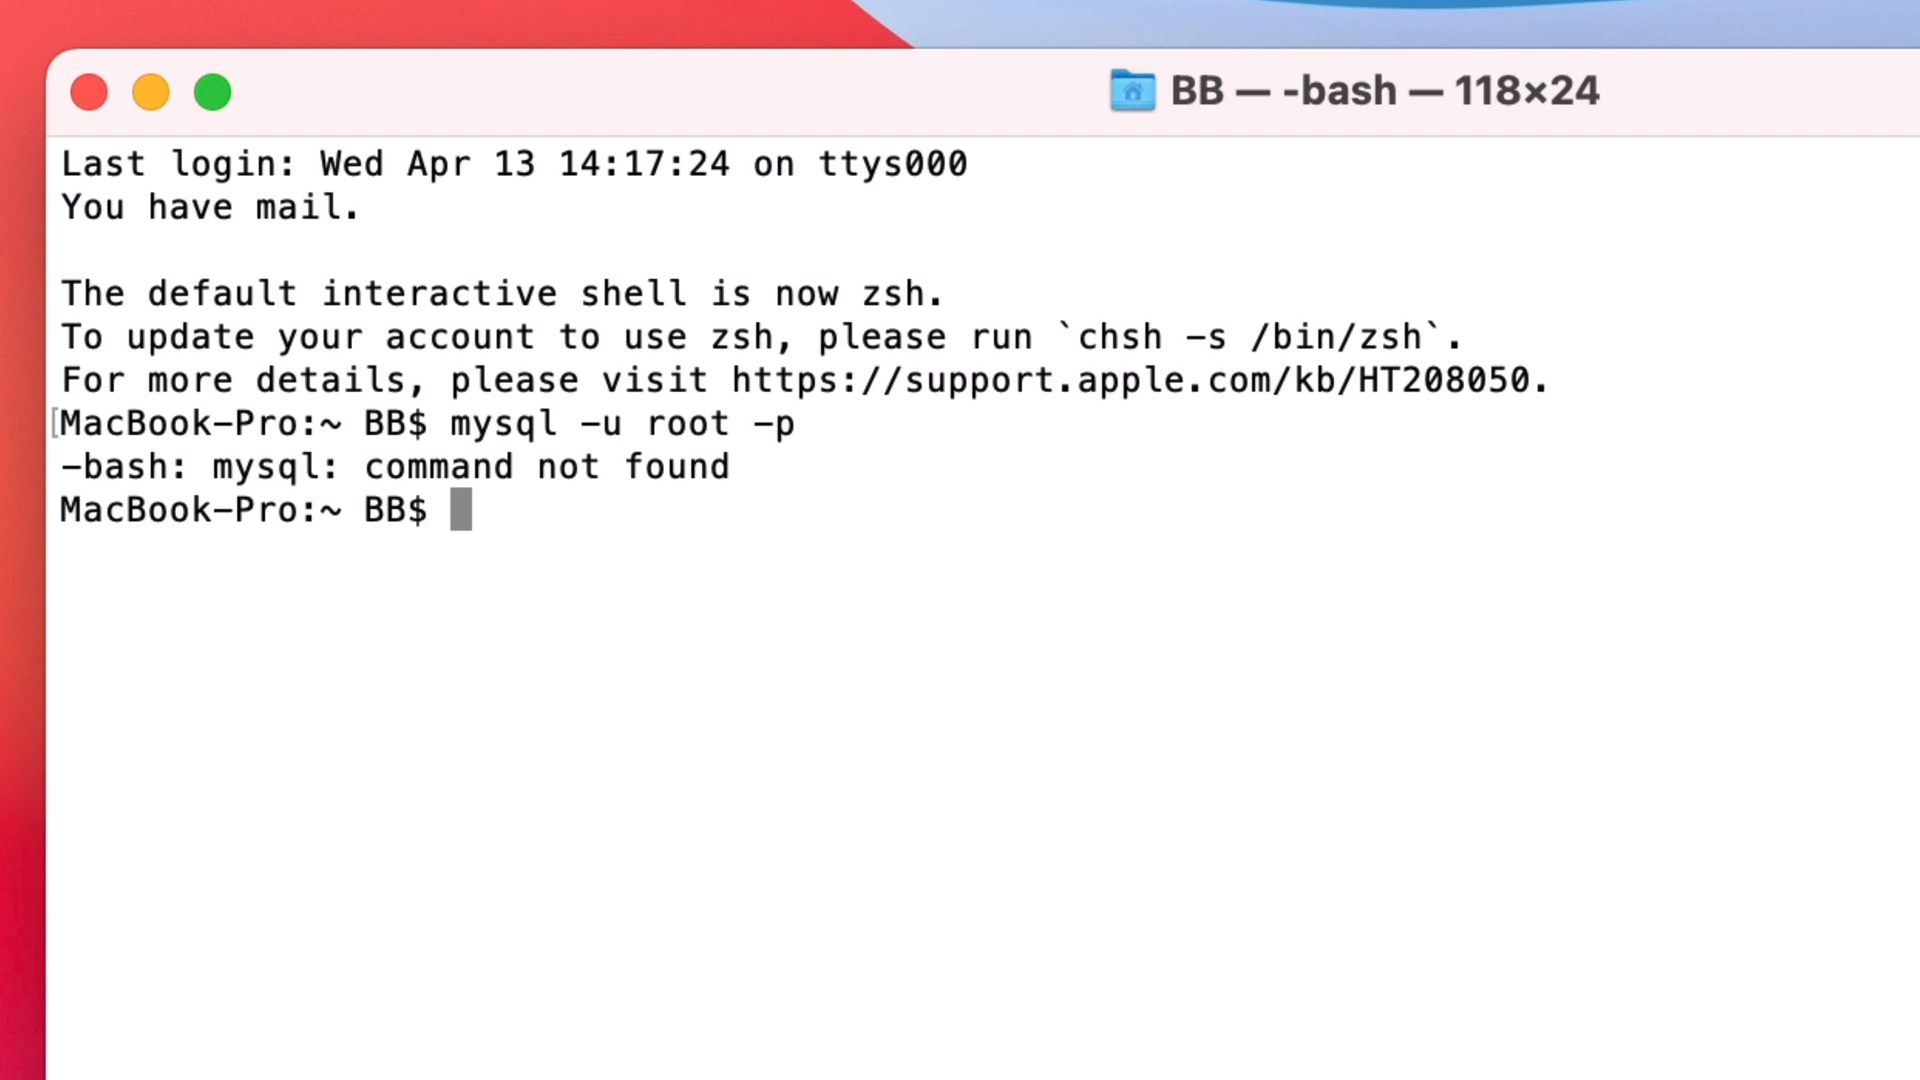 BB — -bash — 118×24
Last login: Wed Apr 13 14:17:24 on ttys000
You have mail.
The default interactive shell is now zsh.
To update your account to use zsh, please run `chsh -s /bin/zsh`.
For more details, please visit https://support.apple.com/kb/HT208050.
[MacBook-Pro:~ BB$ mysql -u root -p
-bash: mysql: command not found
MacBook-Pro:~ BB$